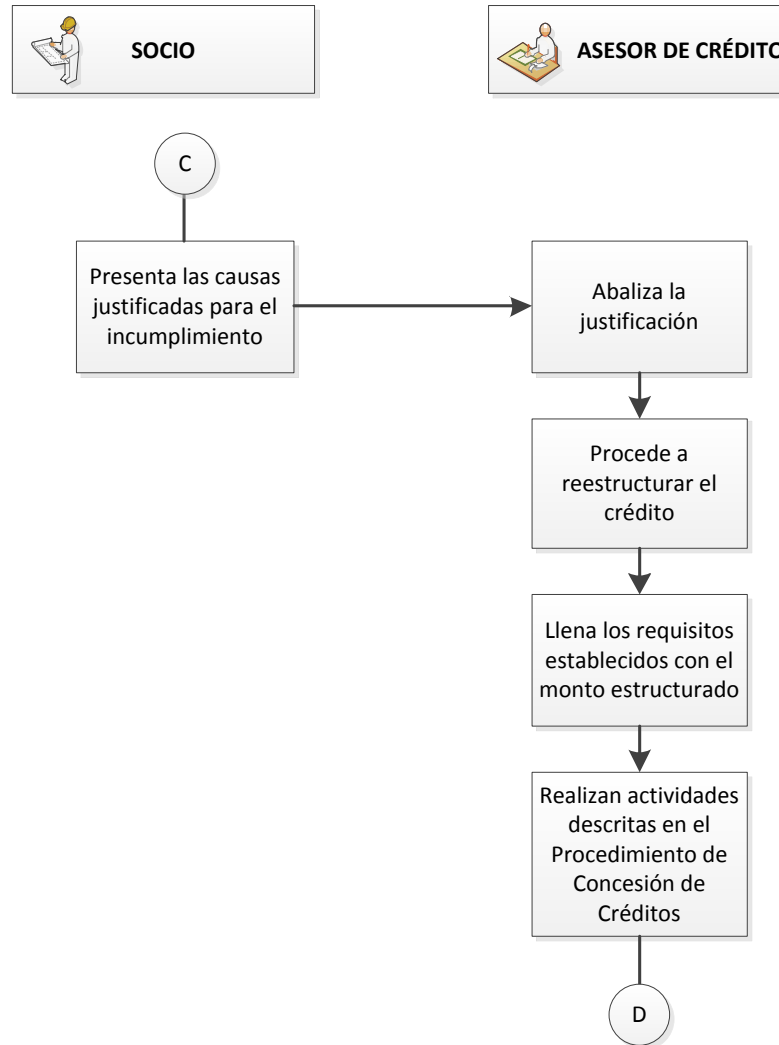 SOCIO
ASESOR DE CRÉDITO
C
Presenta las causas
justificadas para el
incumplimiento
Abaliza la
justificación
Procede a
reestructurar el
crédito
Llena los requisitos
establecidos con el
monto estructurado
Realizan actividades
descritas en el
Procedimiento de
Concesión de
Créditos
D